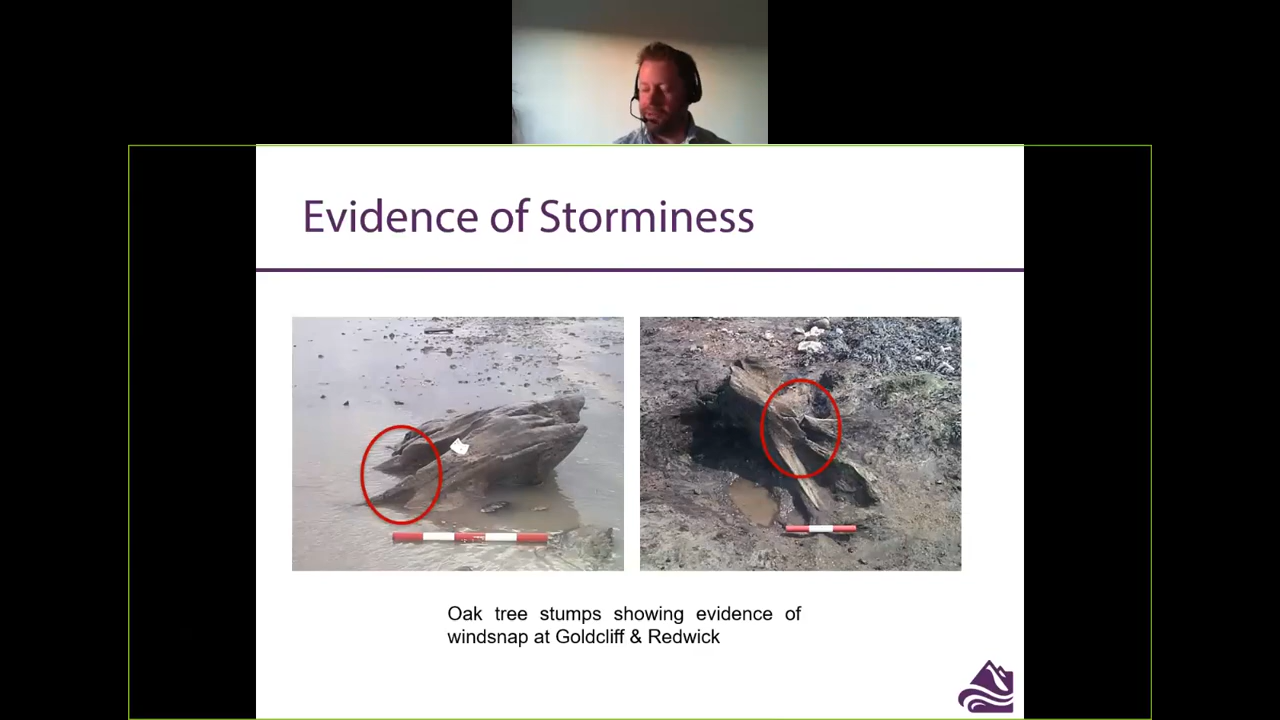 Evidence of Storminess
Oak tree stumps showing evidence of
windsnap at Goldcliff & Redwick